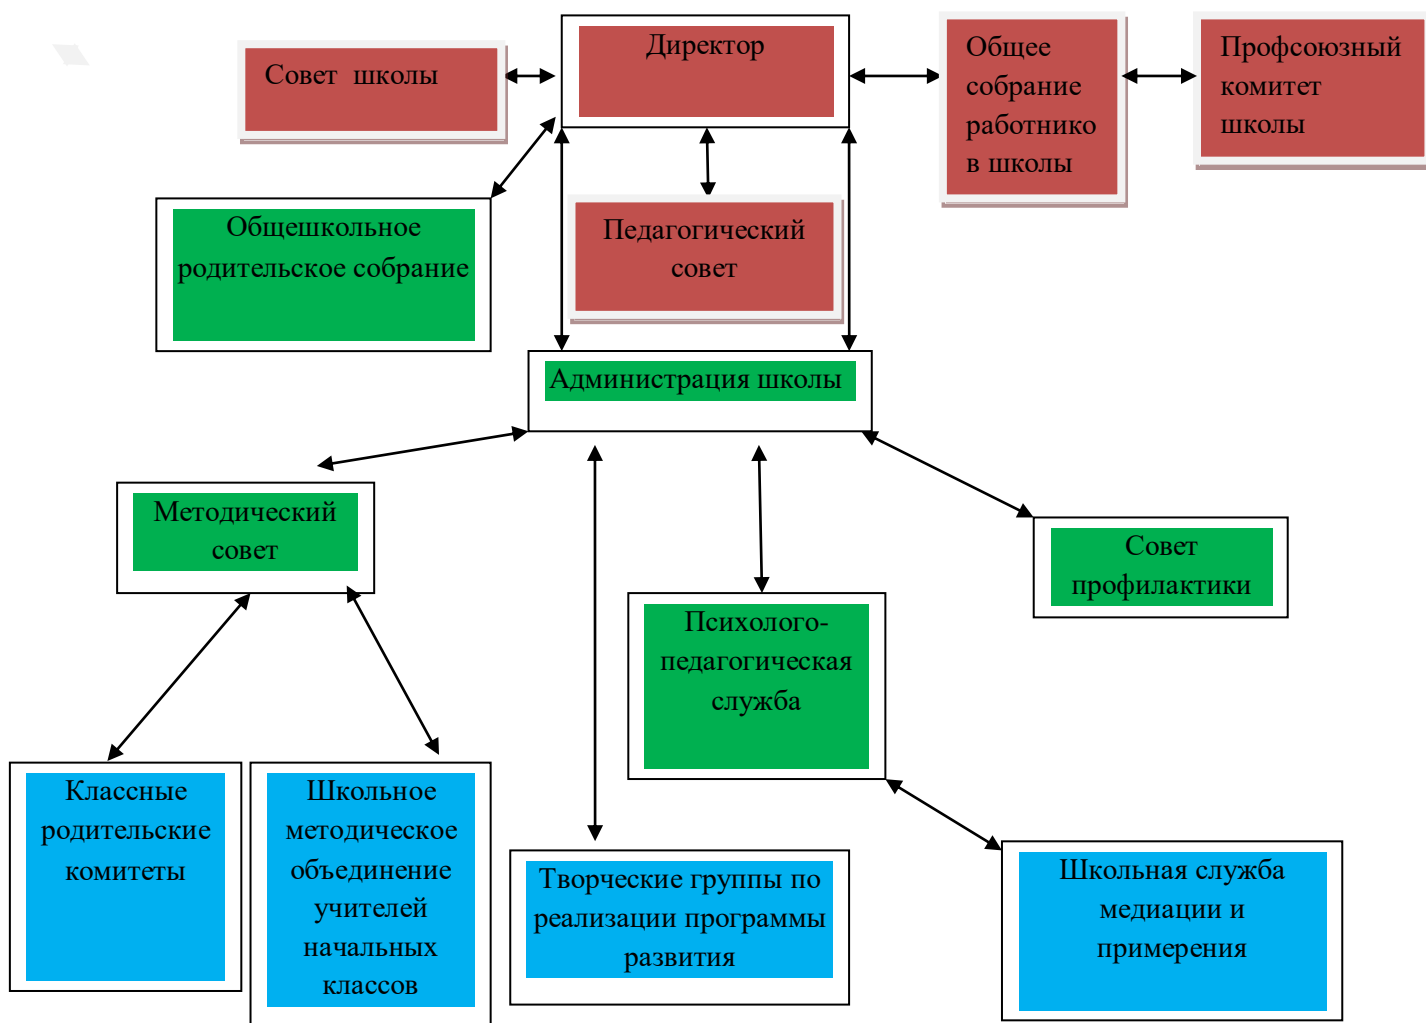 Директор
Совет школы
Общее
собрание
работнико
в школы
Профсоюзный
комитет
школы
Общешкольное
родительское собрание
Педагогический
совет
Администрация школы
Методический
совет
Совет
профилактики
Психолого-
педагогическая
служба
Классные
родительские
комитеты
Школьное
методическое
объединение
учителей
начальных
классов
Творческие группы по
реализации программы
развития
Школьная служба
медиации и
примерения